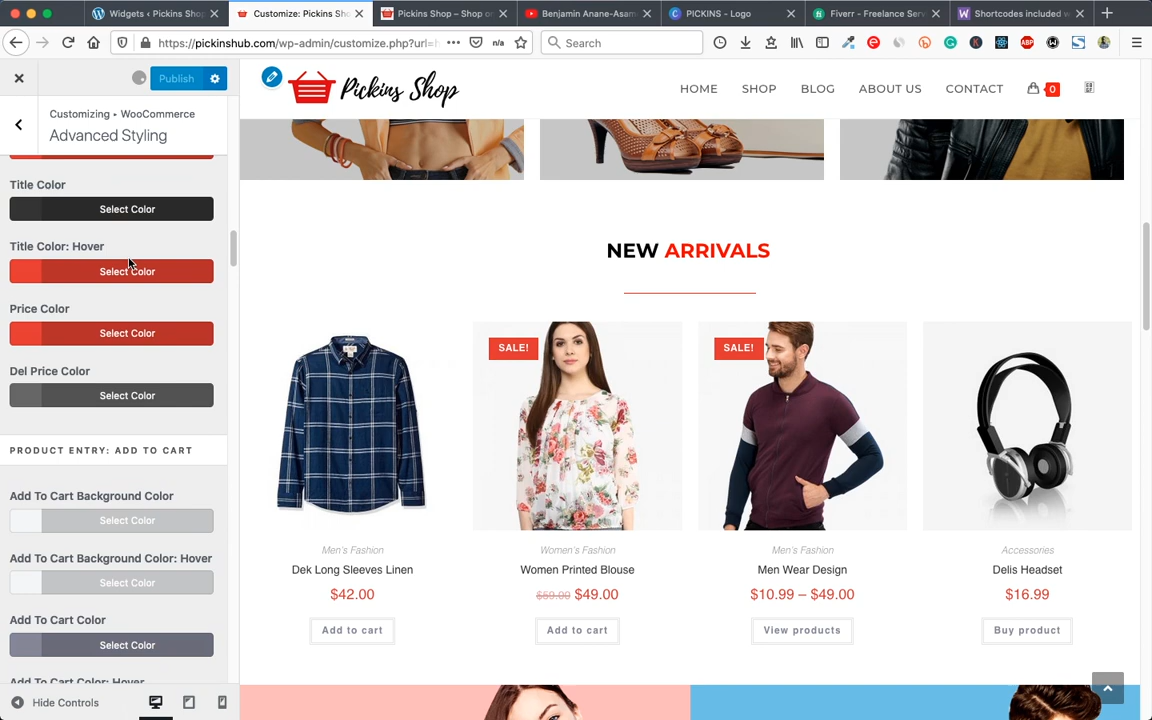 Widgets ‹ Pickins Shop
Customize: Pickins Sh
Pickins Shop – Shop on
Benjamin Anane-Asam
PICKINS - Logo
Fiverr - Freelance Serv
Shortcodes included w
https://pickinshub.com/wp-admin/customize.php?url=h
n/a
Search
ABP
Publish
Customizing ▸ WooCommerce
Advanced Styling
Pickins Shop
HOME
SHOP
BLOG
ABOUT US
CONTACT
0
Title Color
Select Color
Title Color: Hover
Select Color
Price Color
Select Color
Del Price Color
Select Color
PRODUCT ENTRY: ADD TO CART
Add To Cart Background Color
Select Color
Add To Cart Background Color: Hover
Select Color
Add To Cart Color
Select Color
Add To Cart Color: Hover
Hide Controls
NEW ARRIVALS
SALE!
SALE!
Men's Fashion
Dek Long Sleeves Linen
$42.00
Add to cart
Women's Fashion
Women Printed Blouse
$59.00 $49.00
Add to cart
Men's Fashion
Men Wear Design
$10.99 – $49.00
View products
Accessories
Delis Headset
$16.99
Buy product